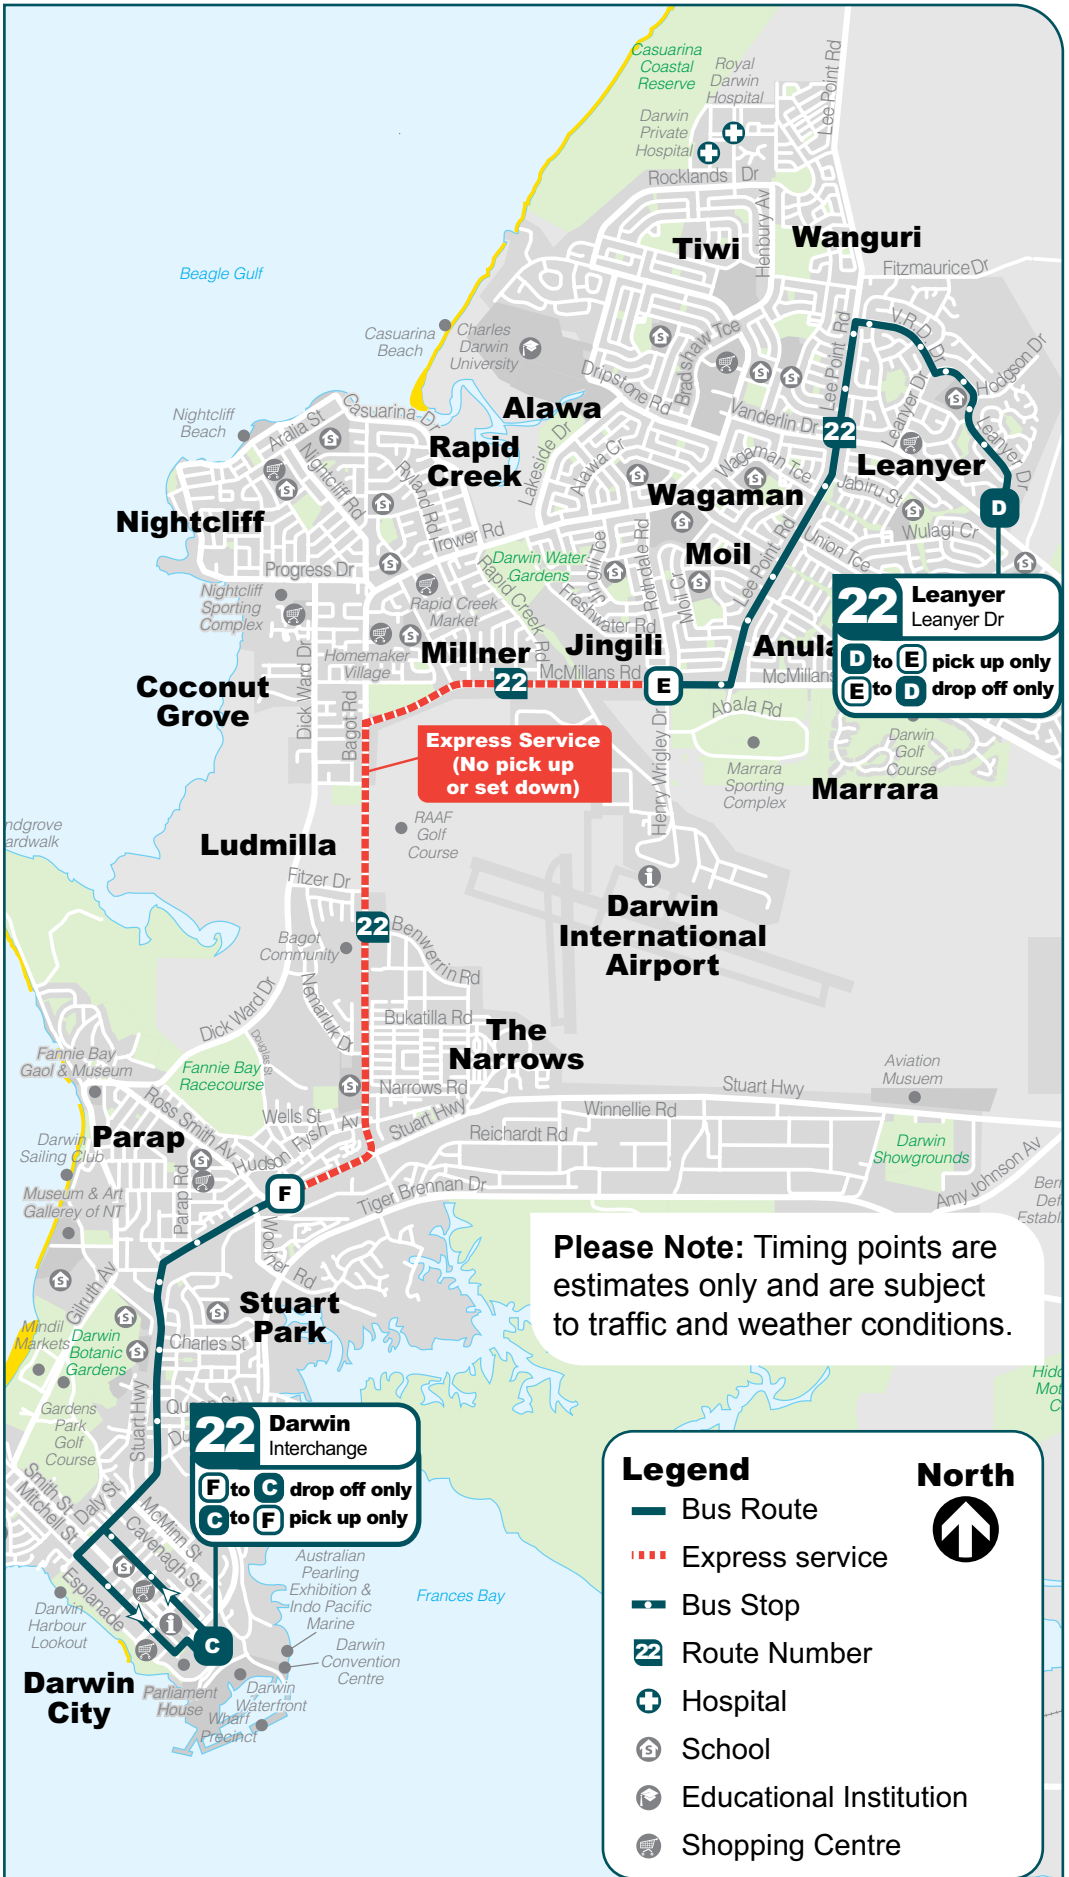 Casuarina
Coastal
Reserve
Royal
Darwin
Hospital
Darwin
Private
Hospital
Lee Point Rd
Rocklands Dr
Henbury Av
Tiwi
Wanguri
Fitzmaurice Dr
Beagle Gulf
Casuarina
Beach
Charles
Darwin
University
Bradshaw Tce
Dripstone Rd
Lee Point Rd
V.R.D. Dr
Hodgson Dr
Leanyer Dr
Leanyer Dr
Vanderlin Dr
22
Nightcliff
Beach
Casuarina Dr
Aralia St
Alawa
Rapid
Creek
Lakeside Dr
Alawa Cr
Nightcliff Rd
Ryland Rd
Trower Rd
Wagaman Tce
Wagaman
Leanyer
Jabiru St
D
Wulagi Cr
Nightcliff
Moil
Union Tce
Lee Point Rd
Progress Dr
Darwin Water
Gardens
Rapid Creek Rd
Jingili Tce
Freshwater Rd
Rothdale Rd
Moil Cr
Nightcliff
Sporting
Complex
Rapid Creek
Market
Homemaker
Village
Millner
Jingili
Anula
McMillans Rd
McMillans
22
E
22
Leanyer
Leanyer Dr
D to E pick up only
E to D drop off only
Coconut
Grove
Dick Ward Dr
Bagot Rd
Abala Rd
Express Service
(No pick up
or set down)
Henry Wrigley Dr
Marrara
Sporting
Complex
Darwin
Golf
Course
Marrara
RAAF
Golf
Course
ndgrove
ardwalk
Ludmilla
Fitzer Dr
Darwin
International
Airport
22
Bagot
Community
Benwerrin Rd
Nemarluk Dr
Dick Ward Dr
Douglas St
Bukatilla Rd
The
Narrows
Fannie Bay
Gaol & Museum
Fannie Bay
Racecourse
Narrows Rd
Stuart Hwy
Stuart Hwy
Aviation
Musuem
Winnellie Rd
Reichardt Rd
Ross Smith Av
Wells St
Hudson Fysh Av
Parap
Darwin
Sailing Club
Darwin
Showgrounds
Amy Johnson Av
Museum & Art
Gallerey of NT
Parap Rd
F
Tiger Brennan Dr
Woolner Rd
Ber
Def
Establ
Please Note: Timing points are
estimates only and are subject
to traffic and weather conditions.
Gilruth Av
Stuart
Park
Mindil
Markets
Darwin
Botanic
Gardens
Charles St
Hidd
Mot
C
Gardens
Park
Golf
Course
Stuart Hwy
22
Darwin
Interchange
F to C drop off only
C to F pick up only
Smith St
Mitchell St
Daly St
McMinn St
Cavenagh St
Esplanade
Darwin
Harbour
Lookout
C
Australian
Pearling
Exhibition &
Indo Pacific
Marine
Darwin
Convention
Centre
Frances Bay
Darwin
City
Parliament
House
Darwin
Waterfront
Wharf
Precinct
Legend
North
Bus Route
Express service
Bus Stop
22 Route Number
Hospital
School
Educational Institution
Shopping Centre